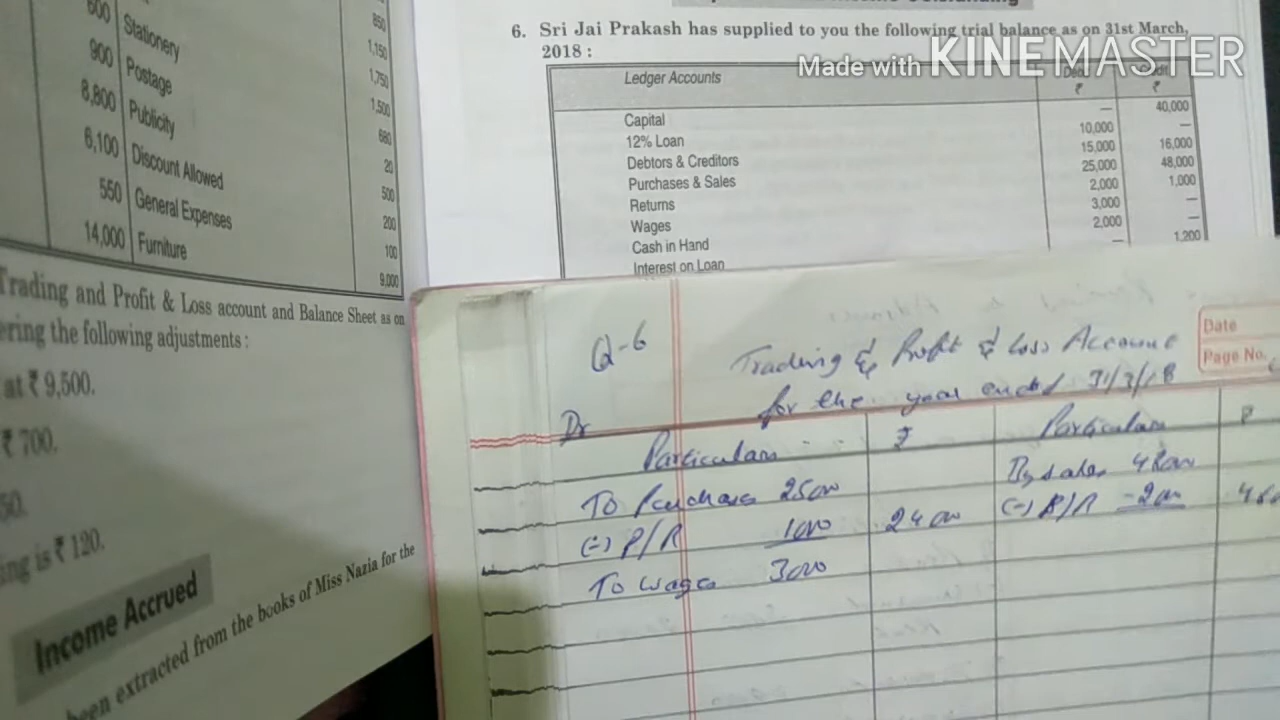 600 Stationery 850
900 Postage 1,150
8,800 Publicity 1,750
6,100 Discount Allowed 1,500
550 General Expenses 680
14,000 Furniture 20
500
200
100
9,000
Trading and Profit & Loss account and Balance Sheet as on
ering the following adjustments :
at ₹ 9,500.
₹ 700.
50.
ing is ₹ 120.
Income Accrued
been extracted from the books of Miss Nazia for the
6. Sri Jai Prakash has supplied to you the following trial balance as on 31st March,
2018 :
Made with KINEMASTER
Ledger Accounts ₹ ₹
Capital — 40,000
12% Loan 10,000 —
Debtors & Creditors 15,000 16,000
Purchases & Sales 25,000 48,000
Returns 2,000 1,000
Wages 3,000 —
Cash in Hand 2,000 —
Interest on Loan — 1,200
Date
Page No.
Q-6
Trading & Profit & Loss Account
for the year ended 31/3/18
Dr
Particulars ₹ Particulars ₹
To Purchases 25000 By sales 48000
(-) P/R 1000 24000 (-) R/R -2000
To wages 3000